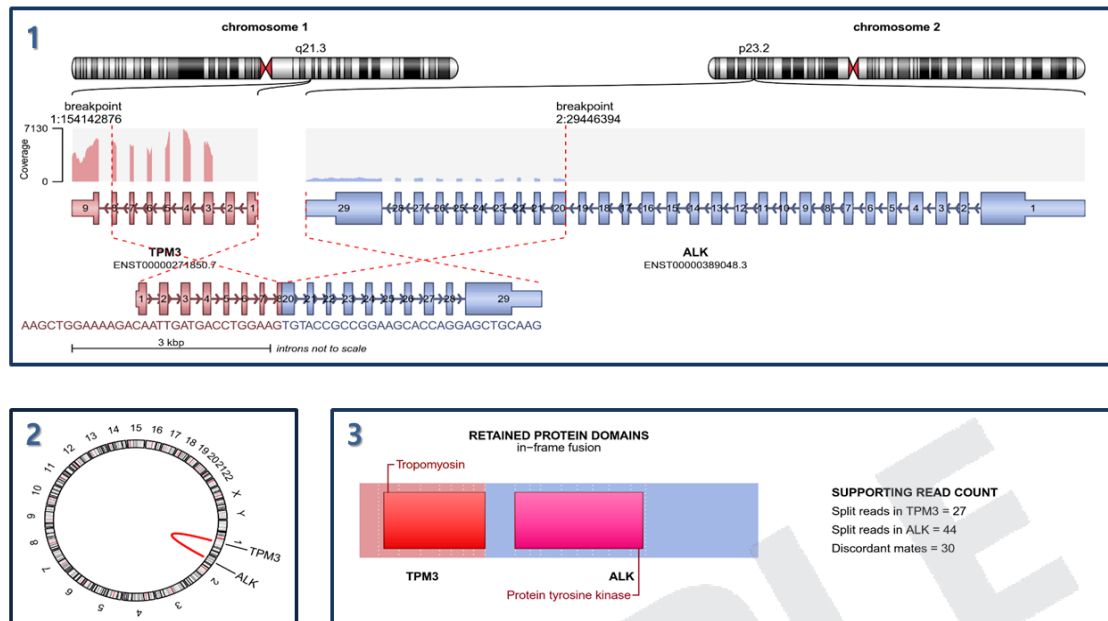 1
chromosome 1
chromosome 2
q21.3
p23.2
breakpoint
1:154142876
breakpoint
2:29446394
7130
Coverage
0
9 8 7 6 5 4 3 2 1
29 28 27 26 25 24 23 22 21 20 19 18 17 16 15 14 13 12 11 10 9 8 7 6 5 4 3 2 1
TPM3
ENST00000271850.7
ALK
ENST00000389048.3
1 2 3 4 5 6 7 8 20 21 22 23 24 25 26 27 28 29
AAGCTGGAAAAGACAATTGATGACCTGGAAGTGTACCGCCGGAAGCACCAGGAGCTGCAAG
3 kbp
introns not to scale
2
1 2 3 4 5 6 7 8 9 10 11 12 13 14 15 16 17 18 19 20 21 22 X Y
TPM3
ALK
3
RETAINED PROTEIN DOMAINS
in−frame fusion
Tropomyosin
TPM3
ALK
Protein tyrosine kinase
SUPPORTING READ COUNT
Split reads in TPM3 = 27
Split reads in ALK = 44
Discordant mates = 30